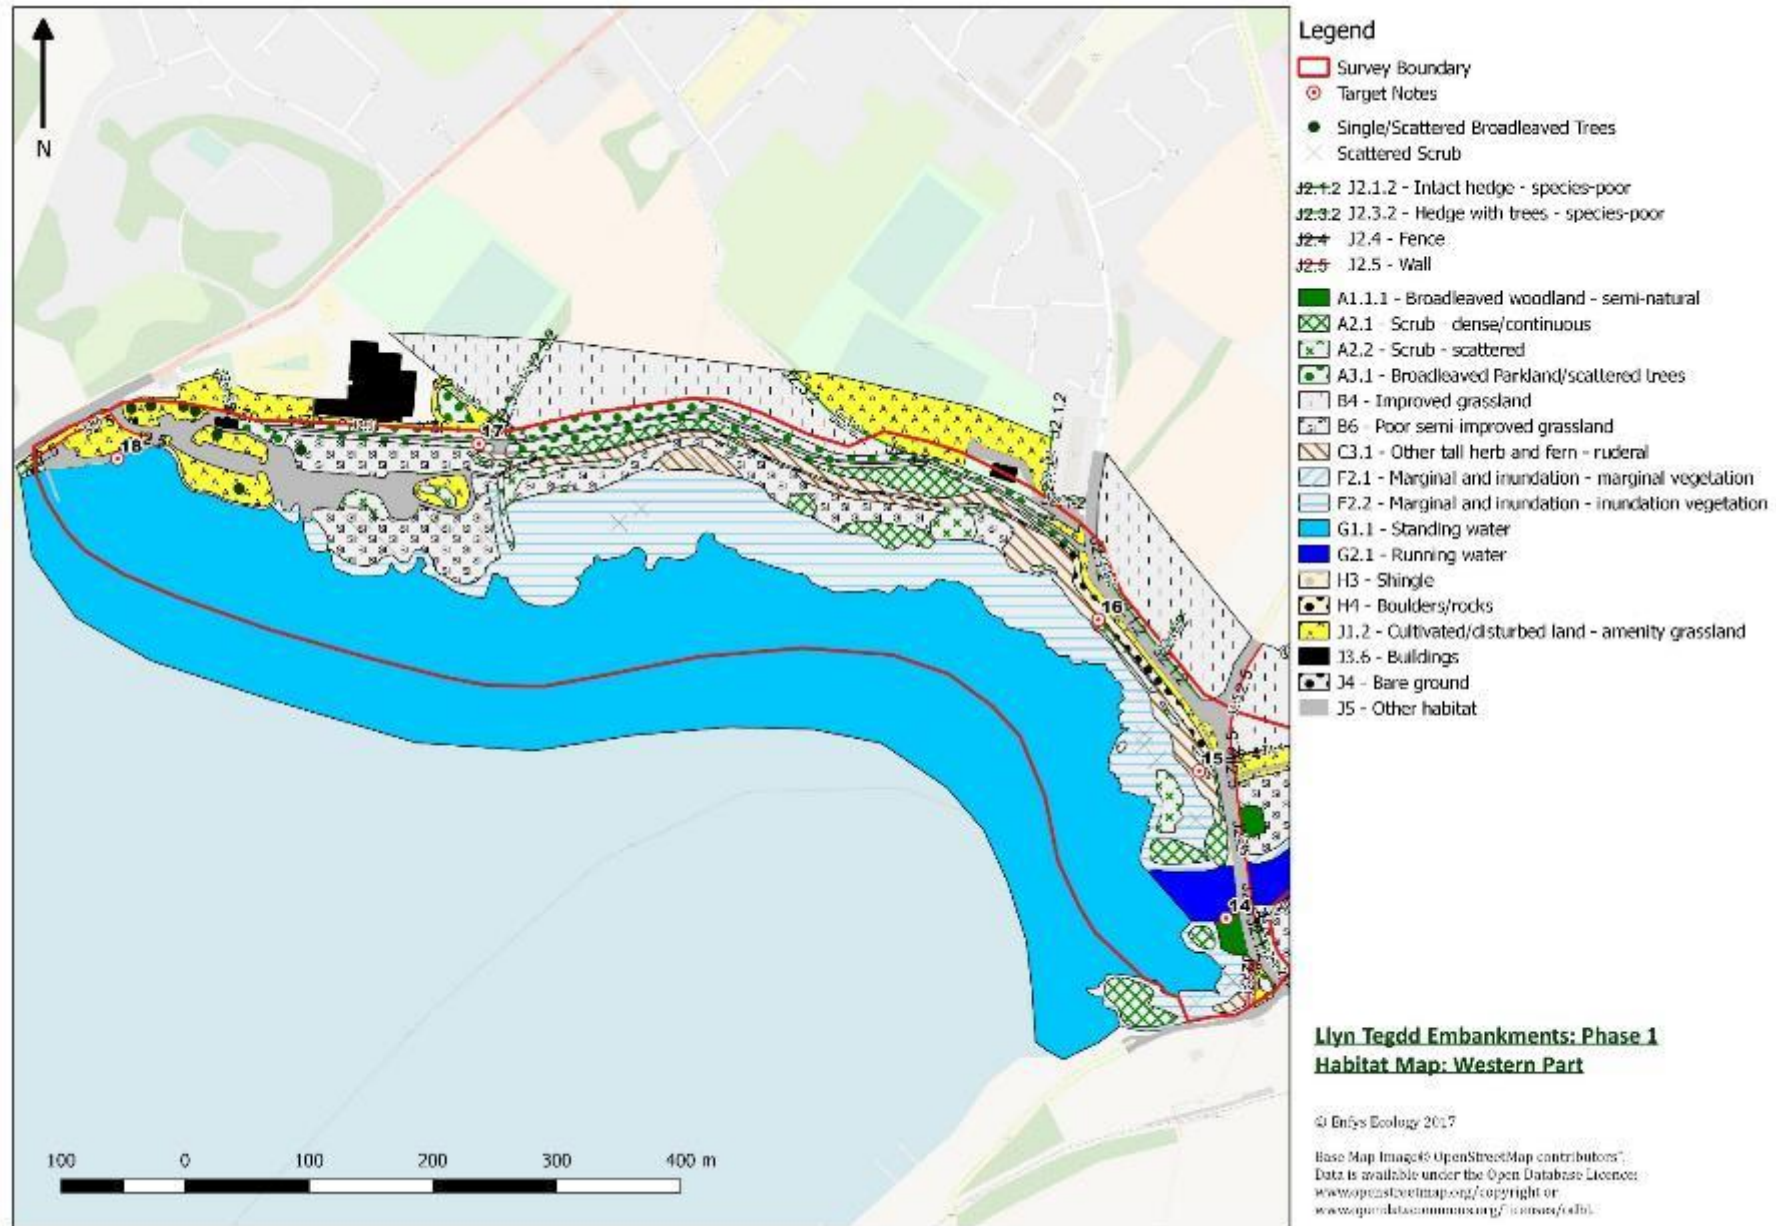 N
17
18
16
15
14
J2.1.2
100 0 100 200 300 400 m
Legend
Survey Boundary
Target Notes
Single/Scattered Broadleaved Trees
Scattered Scrub
J2.1.2 J2.1.2 - Intact hedge - species-poor
J2.3.2 J2.3.2 - Hedge with trees - species-poor
J2.4 J2.4 - Fence
J2.5 J2.5 - Wall
A1.1.1 - Broadleaved woodland - semi-natural
A2.1 - Scrub - dense/continuous
A2.2 - Scrub - scattered
A3.1 - Broadleaved Parkland/scattered trees
B4 - Improved grassland
B6 - Poor semi-improved grassland
C3.1 - Other tall herb and fern - ruderal
F2.1 - Marginal and inundation - marginal vegetation
F2.2 - Marginal and inundation - inundation vegetation
G1.1 - Standing water
G2.1 - Running water
H3 - Shingle
H4 - Boulders/rocks
J1.2 - Cultivated/disturbed land - amenity grassland
J3.6 - Buildings
J4 - Bare ground
J5 - Other habitat
Llyn Tegdd Embankments: Phase 1
Habitat Map: Western Part
© Enfys Ecology 2017
Base Map Image© OpenStreetMap contributors".
Data is available under the Open Database Licence:
www.openstreetmap.org/copyright or